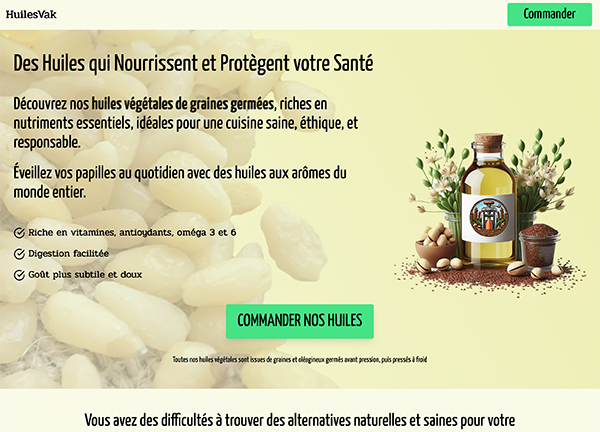 HuilesVak
Commander
Des Huiles qui Nourrissent et Protègent votre Santé
Découvrez nos huiles végétales de graines germées, riches en
nutriments essentiels, idéales pour une cuisine saine, éthique, et
responsable.
Éveillez vos papilles au quotidien avec des huiles aux arômes du
monde entier.
Riche en vitamines, antioydants, oméga 3 et 6
Digestion facilitée
Goût plus subtile et doux
COMMANDER NOS HUILES
Toutes nos huiles végétales sont issues de graines et oléogineux germés avant pression, puis pressés à froid
Vous avez des difficultés à trouver des alternatives naturelles et saines pour votre